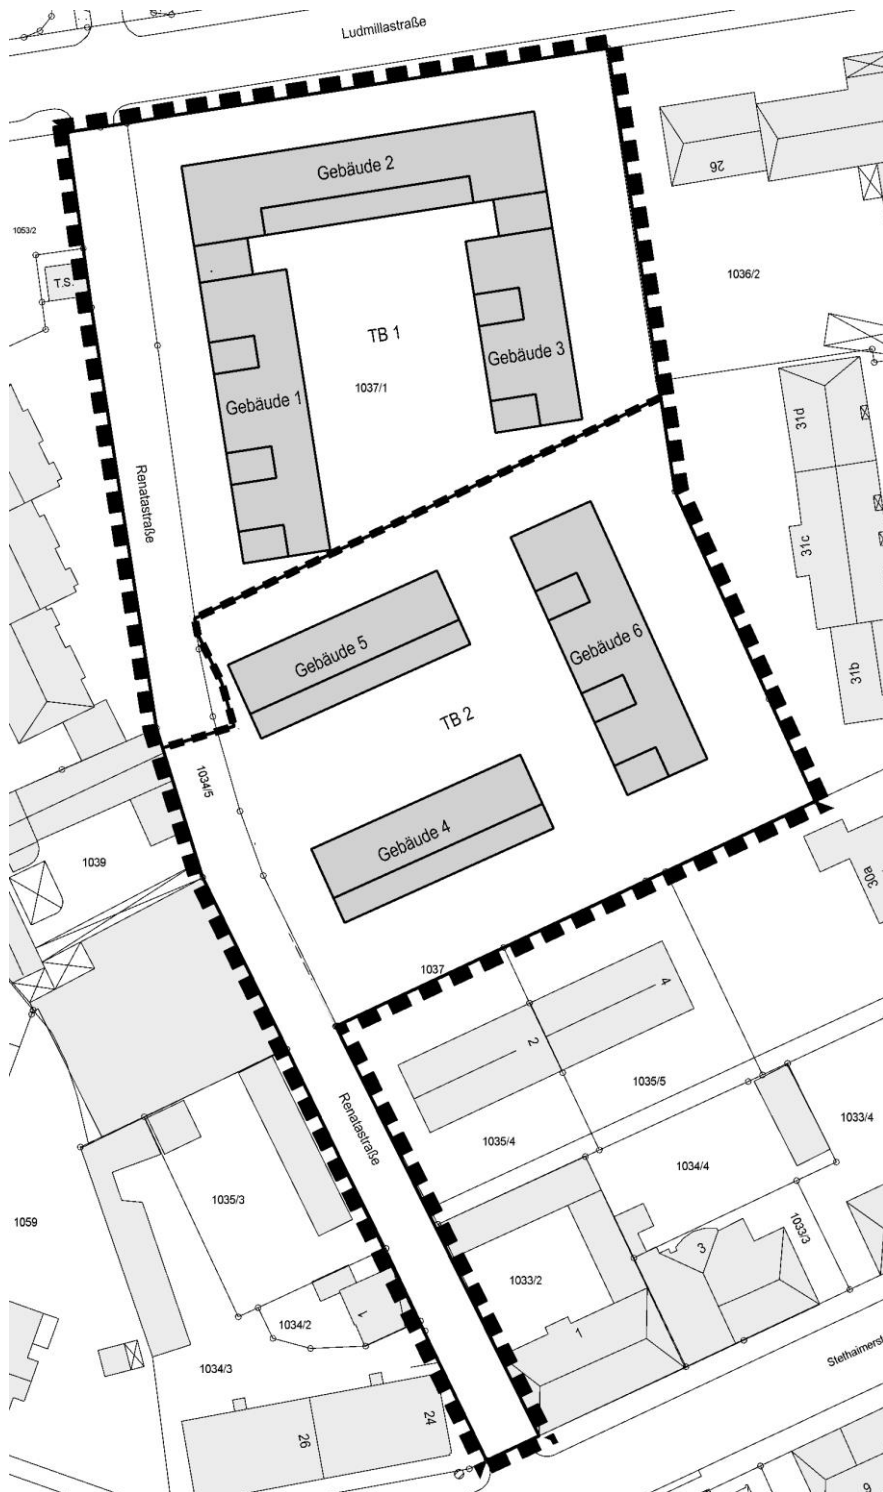 Ludmillastraße
Gebäude 2
26
1053/2
T.S.
1036/2
TB 1
Gebäude 3
1037/1
Gebäude 1
31d
Renatastraße
31c
Gebäude 5
Gebäude 6
31b
TB 2
1034/5
Gebäude 4
1039
30a
1037
4
2
1035/5
Renatastraße
1033/4
1035/4
1034/4
1035/3
1059
1033/3
3
1033/2
1
1034/2
1
1034/3
Stethaimerst
24
26
9